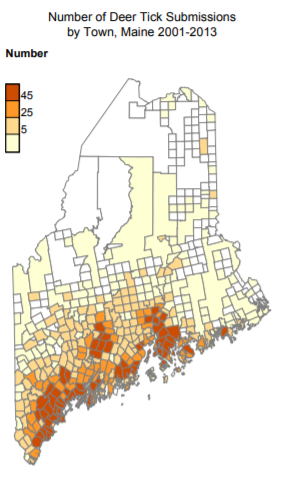 Number of Deer Tick Submissions
by Town, Maine 2001-2013
Number
45
25
5